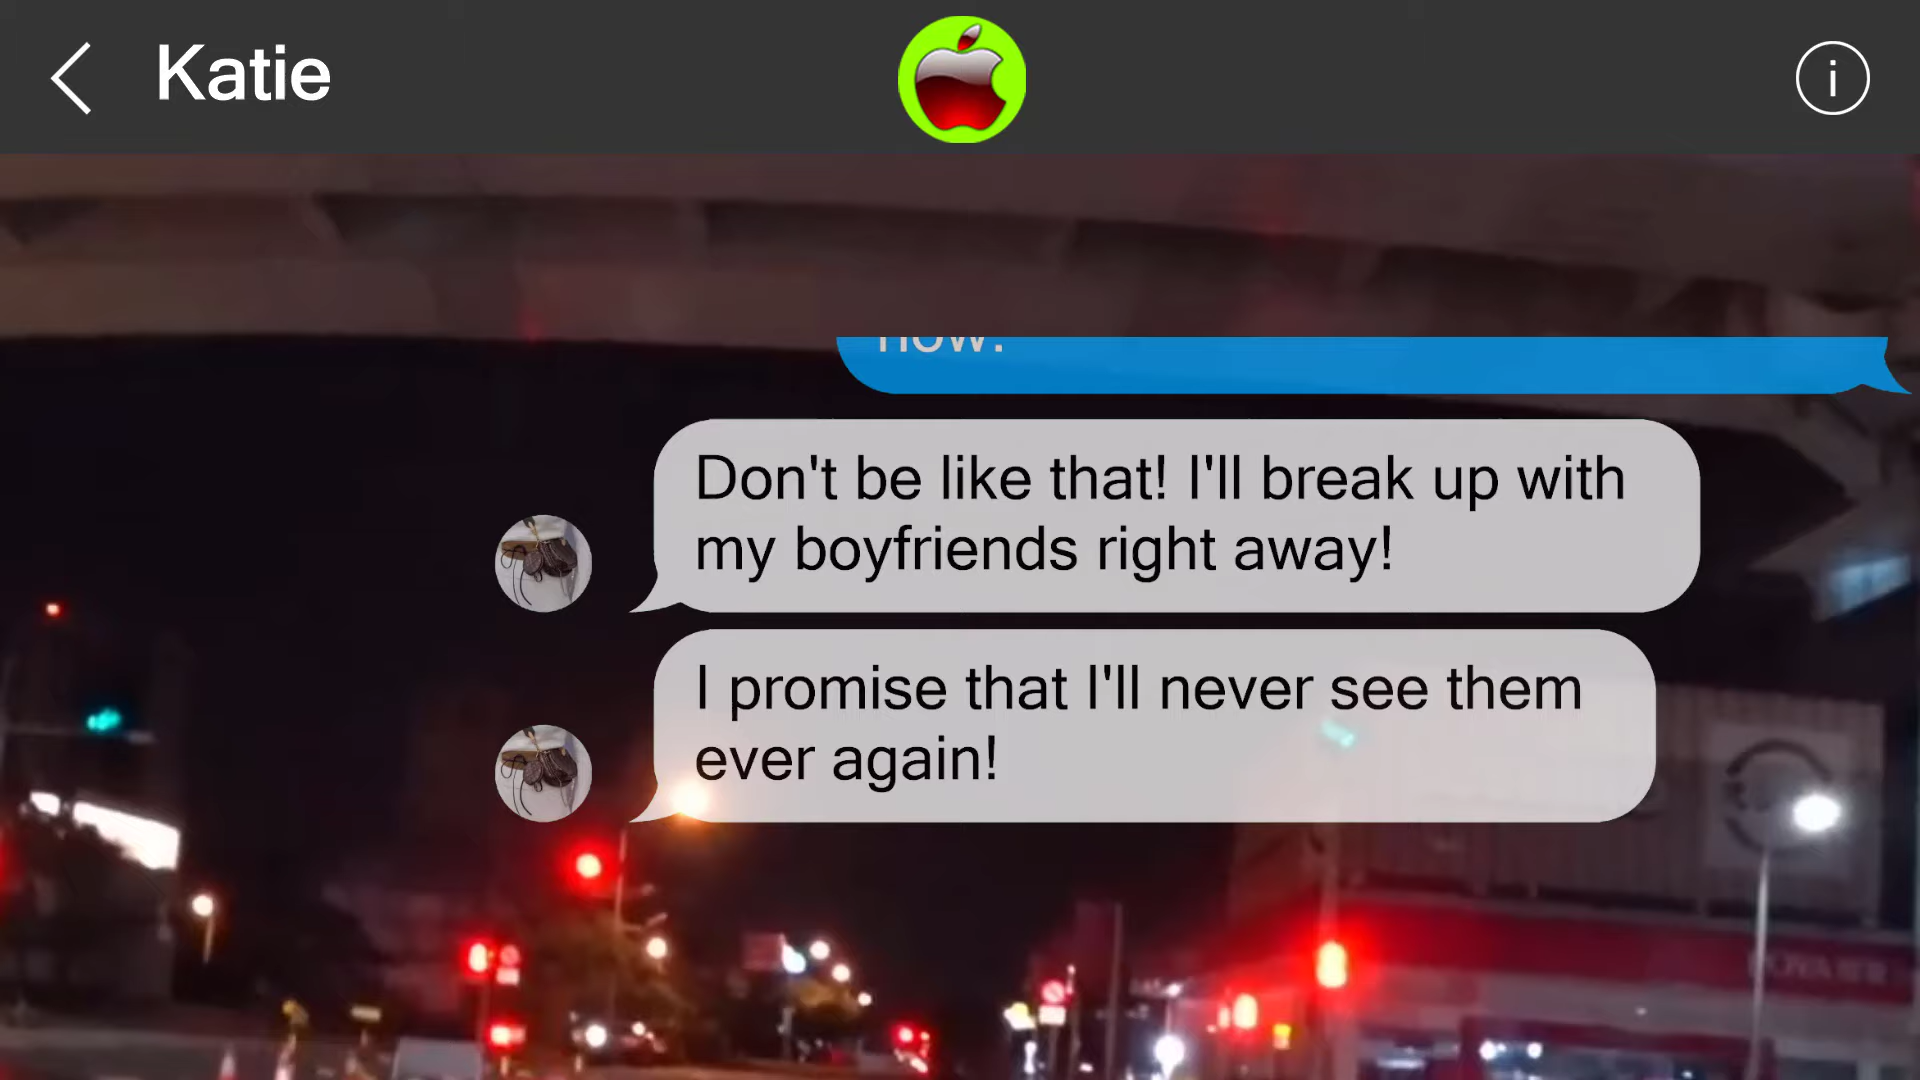 Katie
now.
Don't be like that! I'll break up with
my boyfriends right away!
I promise that I'll never see them
ever again!